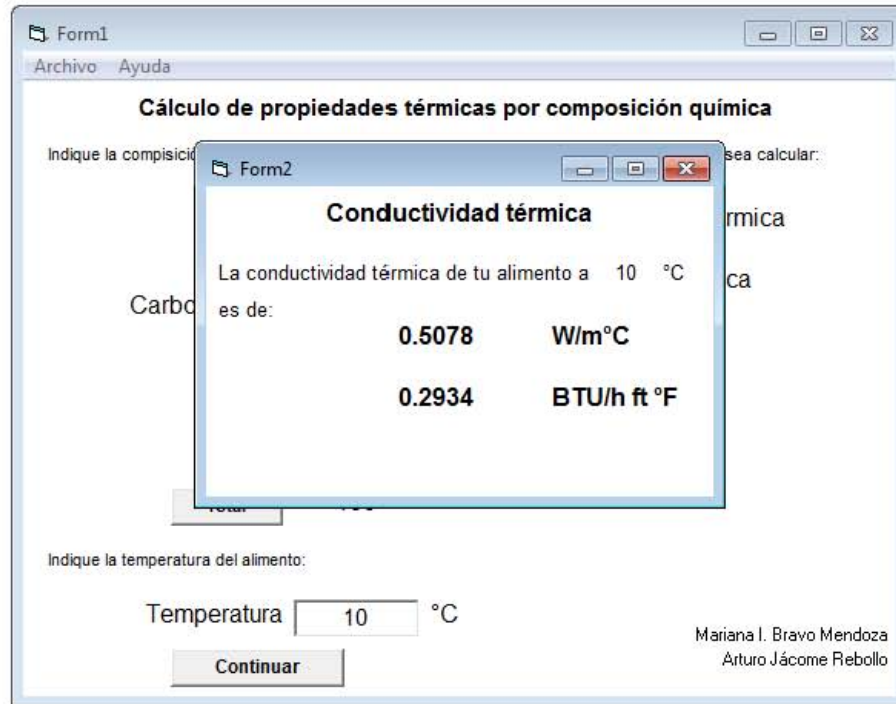 Form1
Archivo Ayuda
Cálculo de propiedades térmicas por composición química
Indique la compisició sea calcular:
Form2
Conductividad térmica
rmica
La conductividad térmica de tu alimento a 10 °C
ca
Carbo
es de:
0.5078 W/m°C
0.2934 BTU/h ft °F
Indique la temperatura del alimento:
Temperatura 10 °C
Mariana I. Bravo Mendoza
Continuar
Arturo Jácome Rebollo